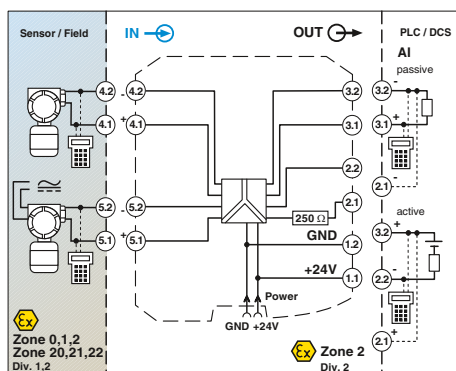 Sensor / Field
IN
OUT
PLC / DCS
AI
passive
4.2 - 4.2
3.2
3.2 -
4.1 + 4.1
3.1
3.1 +
2.2
2.1 -
5.2 - 5.2
2.1
250 Ω
active
GND
3.2 +
5.1 + 5.1
1.2
+24V
2.2 -
1.1
Power
GND +24V
2.1 +
Ex
Zone 0,1,2
Zone 20,21,22
Div. 1,2
Ex
Zone 2
Div. 2